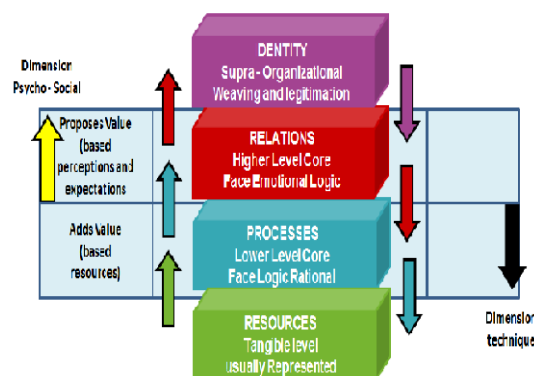 DENTITY
Supra - Organizational
Weaving and legitimation
Dimension
Psycho - Social
Proposes Value
(based
perceptions and
expectations
RELATIONS
Higher Level Core
Face Emotional Logic
Adds Value
(based
resources)
PROCESSES
Lower Level Core
Face Logic Rational
RESOURCES
Tangible level
usually Represented
Dimension
technique